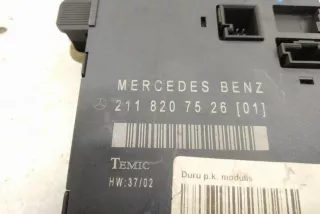 MERCEDES BENZ
211 820 75 26 [01]
TEMIC
HW:37/02
Duru p.k. modulis